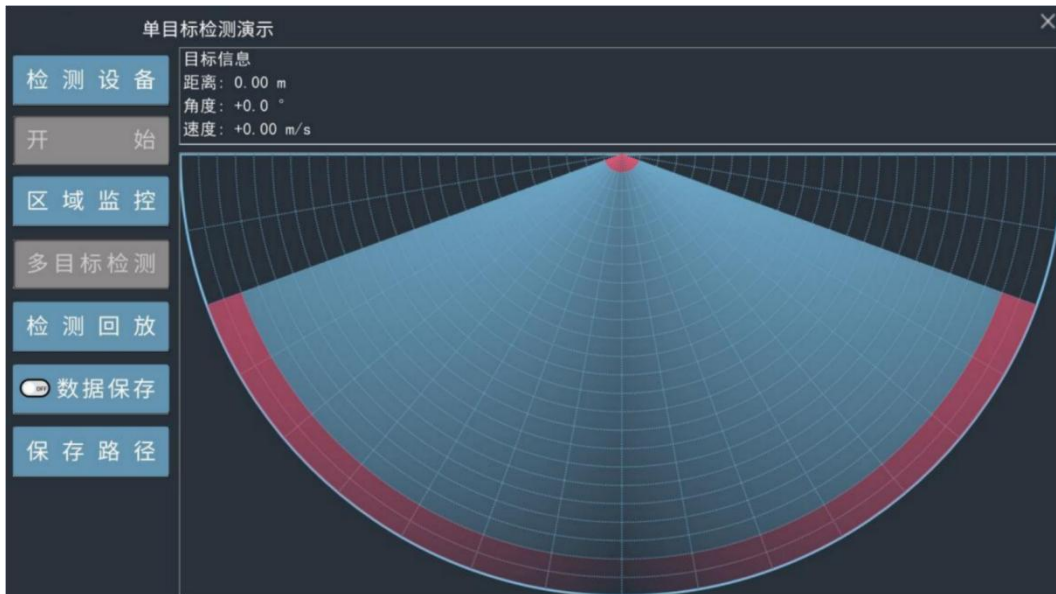 单目标检测演示
检测设备
开始
区域监控
多目标检测
检测回放
OFF 数据保存
保存路径
目标信息
距离: 0.00 m
角度: +0.0 °
速度: +0.00 m/s